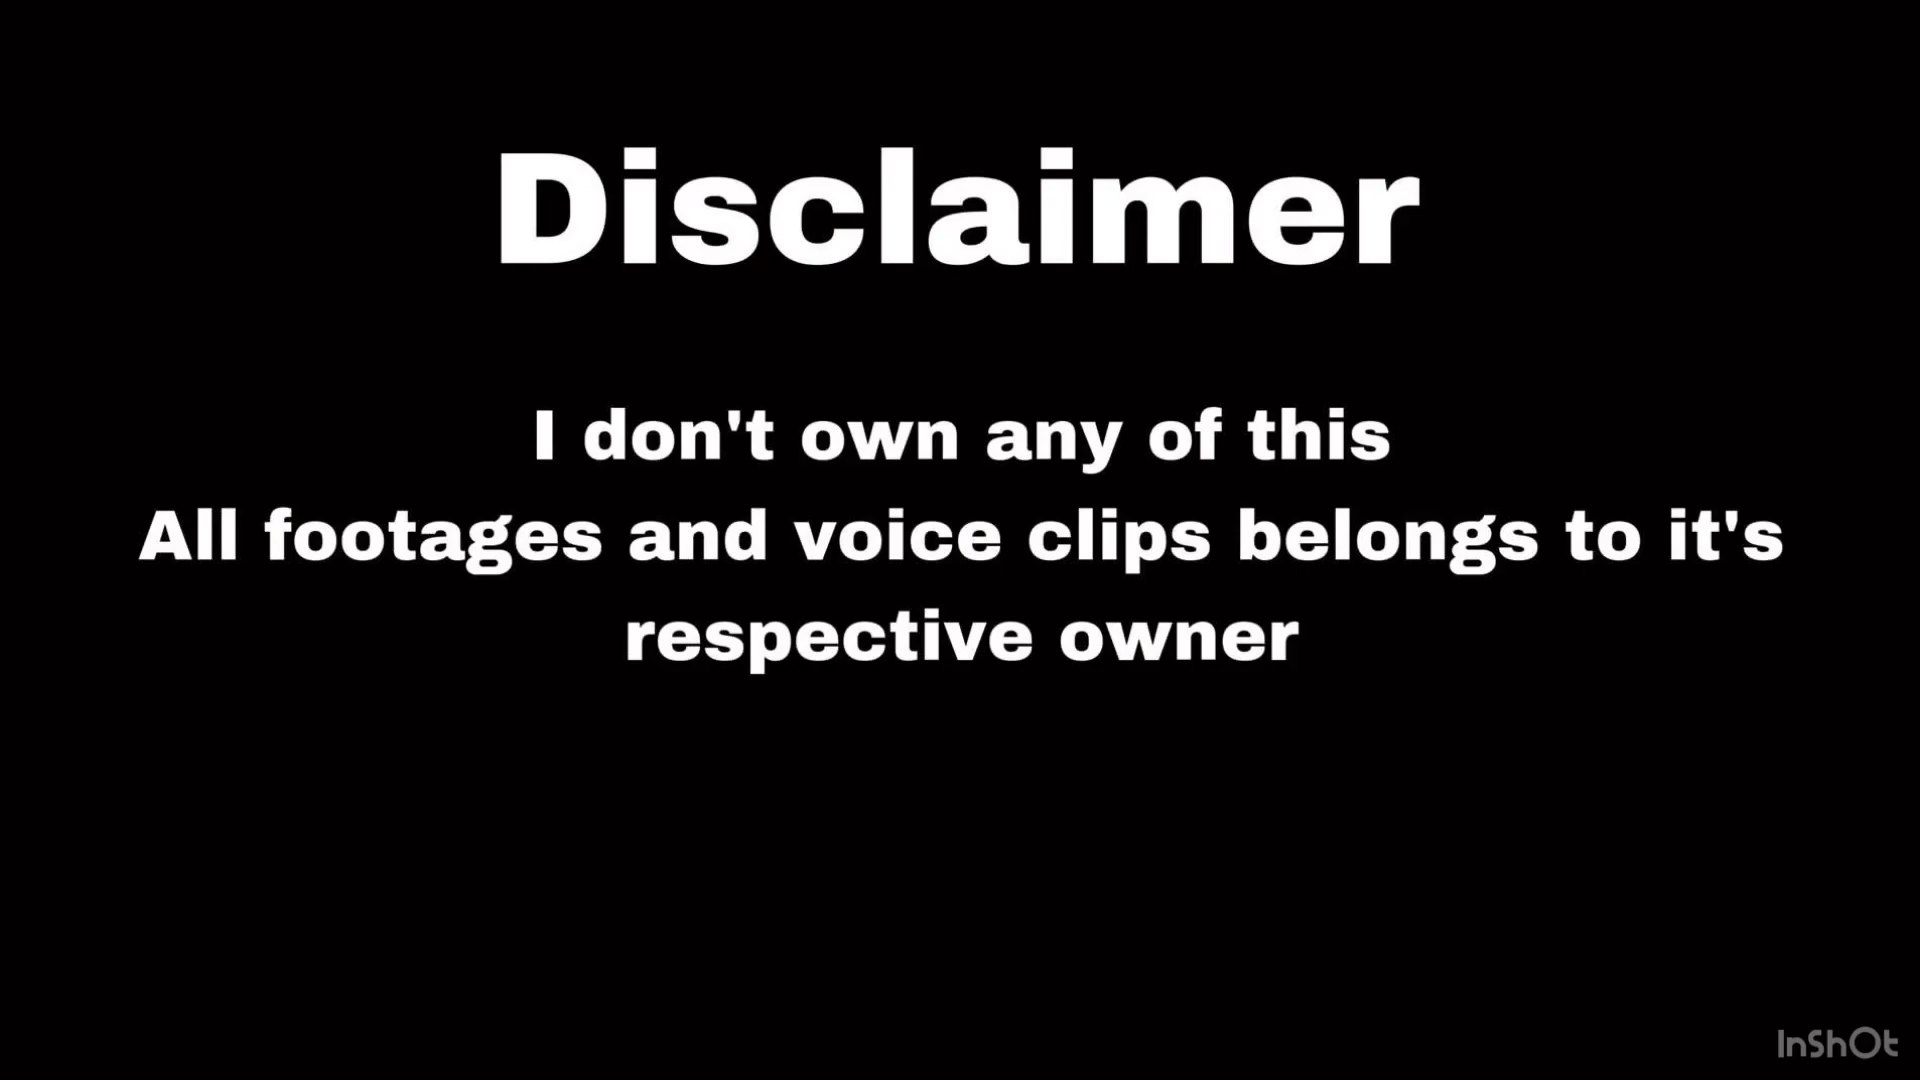 Disclaimer
I don't own any of this
All footages and voice clips belongs to it's
respective owner
InShOt